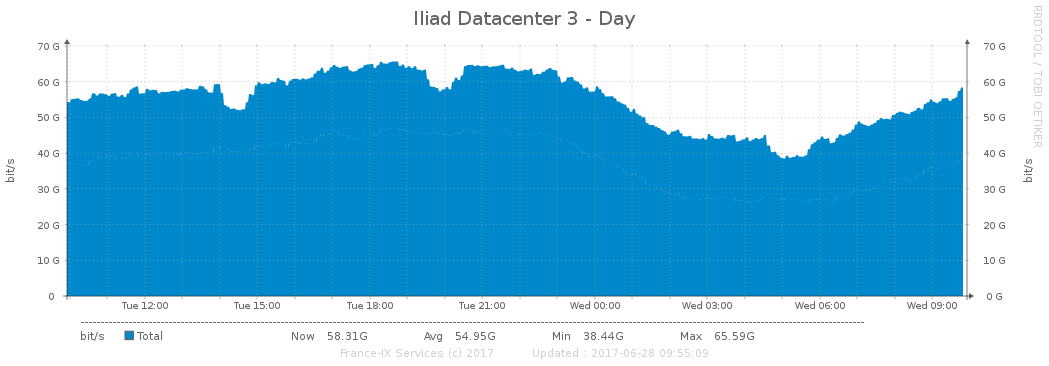 Iliad Datacenter 3 - Day
RRDTOOL / TOBI OETIKER
70 G 70 G
60 G 60 G
50 G 50 G
40 G 40 G
30 G 30 G
20 G 20 G
10 G 10 G
0 0 G
bit/s bit/s
Tue 12:00 Tue 15:00 Tue 18:00 Tue 21:00 Wed 00:00 Wed 03:00 Wed 06:00 Wed 09:00
bit/s Total Now 58.31G Avg 54.95G Min 38.44G Max 65.59G
France-IX Services (c) 2017 Updated : 2017-06-28 09:55:09